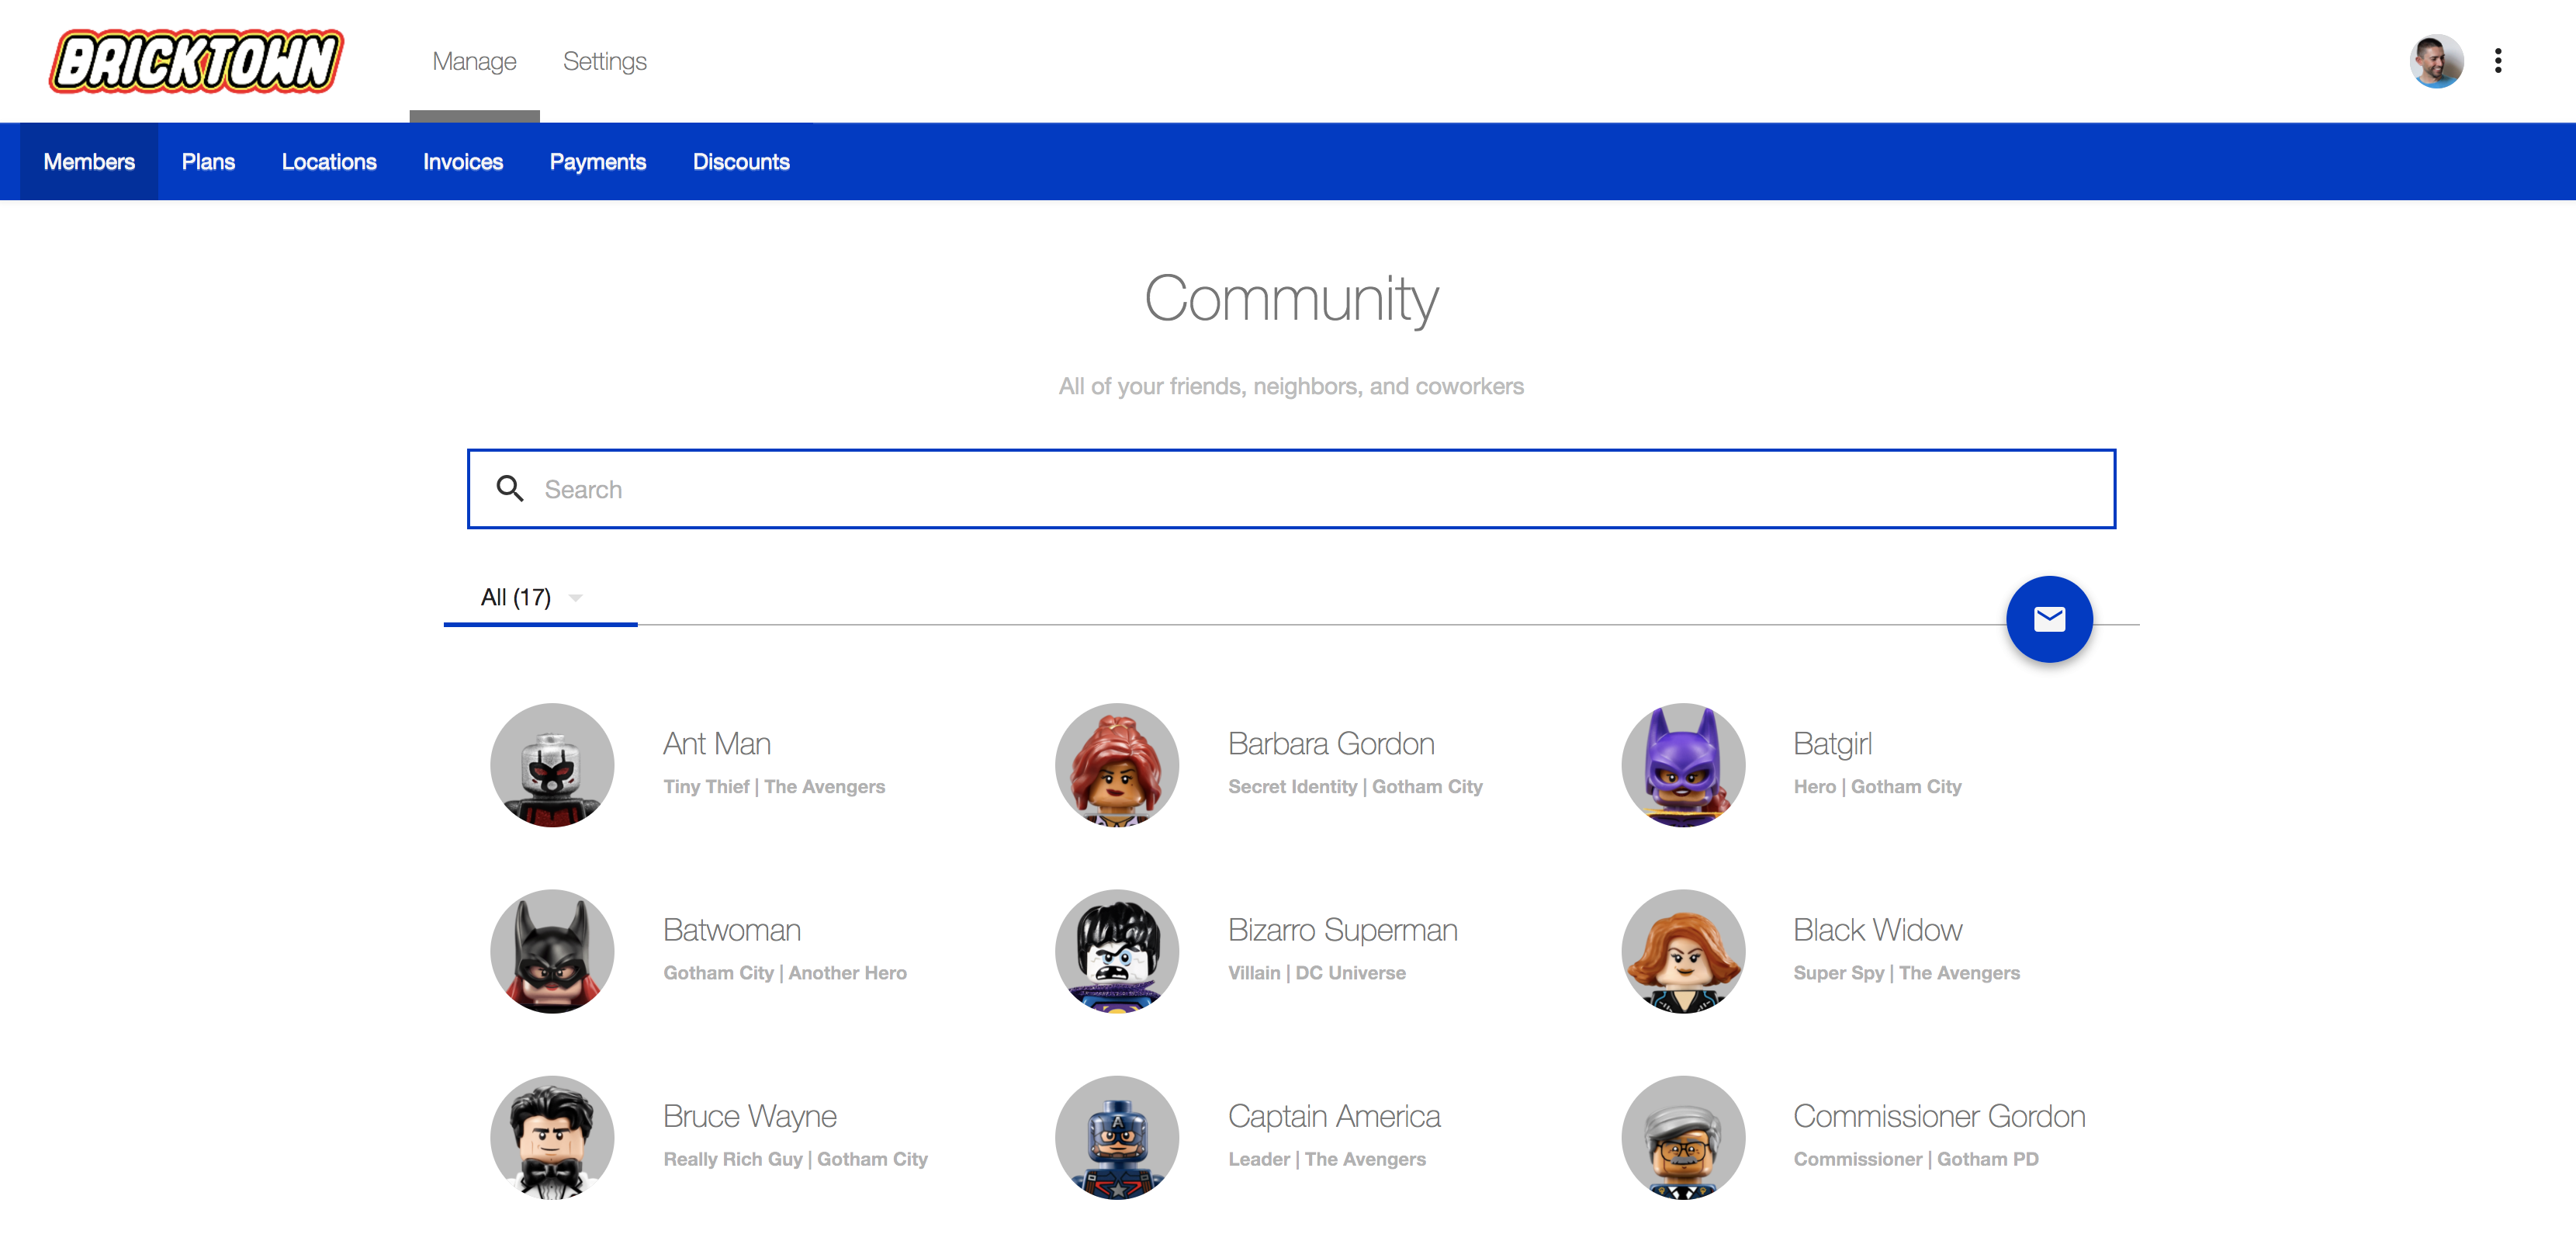 BRICKTOWN
Manage
Settings
Members
Plans
Locations
Invoices
Payments
Discounts
Community
All of your friends, neighbors, and coworkers
Search
All (17)
Ant Man
Tiny Thief | The Avengers
Barbara Gordon
Secret Identity | Gotham City
Batgirl
Hero | Gotham City
Batwoman
Gotham City | Another Hero
Bizarro Superman
Villain | DC Universe
Black Widow
Super Spy | The Avengers
Bruce Wayne
Really Rich Guy | Gotham City
Captain America
Leader | The Avengers
Commissioner Gordon
Commissioner | Gotham PD